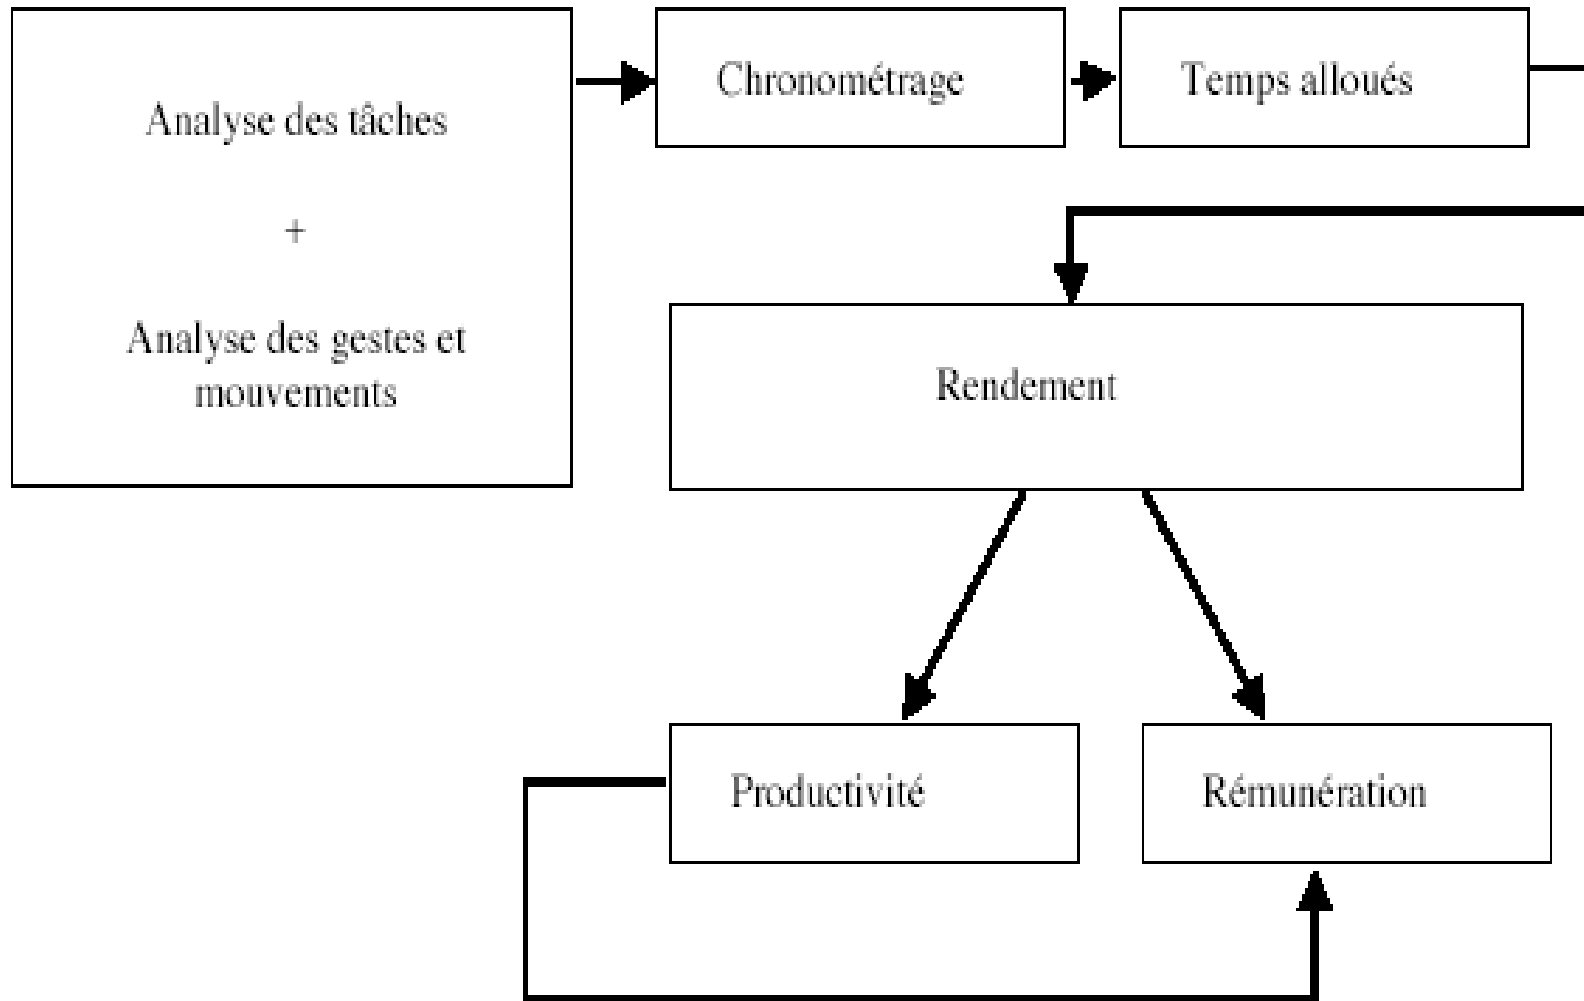 Analyse des tâches
+
Analyse des gestes et
mouvements
Chronométrage
Temps alloués
Rendement
Productivité
Rémunération